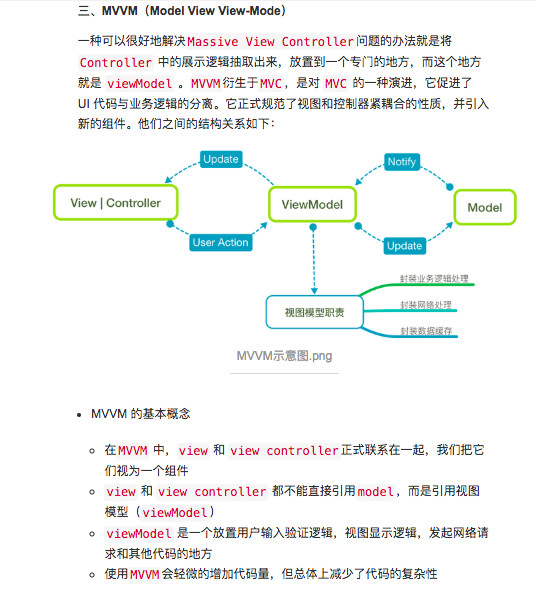 三、MVVM（Model View View-Mode）
一种可以很好地解决Massive View Controller问题的办法就是将
Controller 中的展示逻辑抽取出来，放置到一个专门的地方，而这个地方
就是 viewModel 。MVVM衍生于MVC，是对 MVC 的一种演进，它促进了
UI 代码与业务逻辑的分离。它正式规范了视图和控制器紧耦合的性质，并引入
新的组件。他们之间的结构关系如下：
Update
Notify
View | Controller
ViewModel
Model
User Action
Update
封装业务逻辑处理
视图模型职责
封装网络处理
封装数据缓存
MVVM示意图.png
MVVM 的基本概念
在MVVM 中，view 和 view controller正式联系在一起，我们把它
们视为一个组件
view 和 view controller 都不能直接引用model，而是引用视图
模型（viewModel）
viewModel 是一个放置用户输入验证逻辑，视图显示逻辑，发起网络请
求和其他代码的地方
使用MVVM会轻微的增加代码量，但总体上减少了代码的复杂性